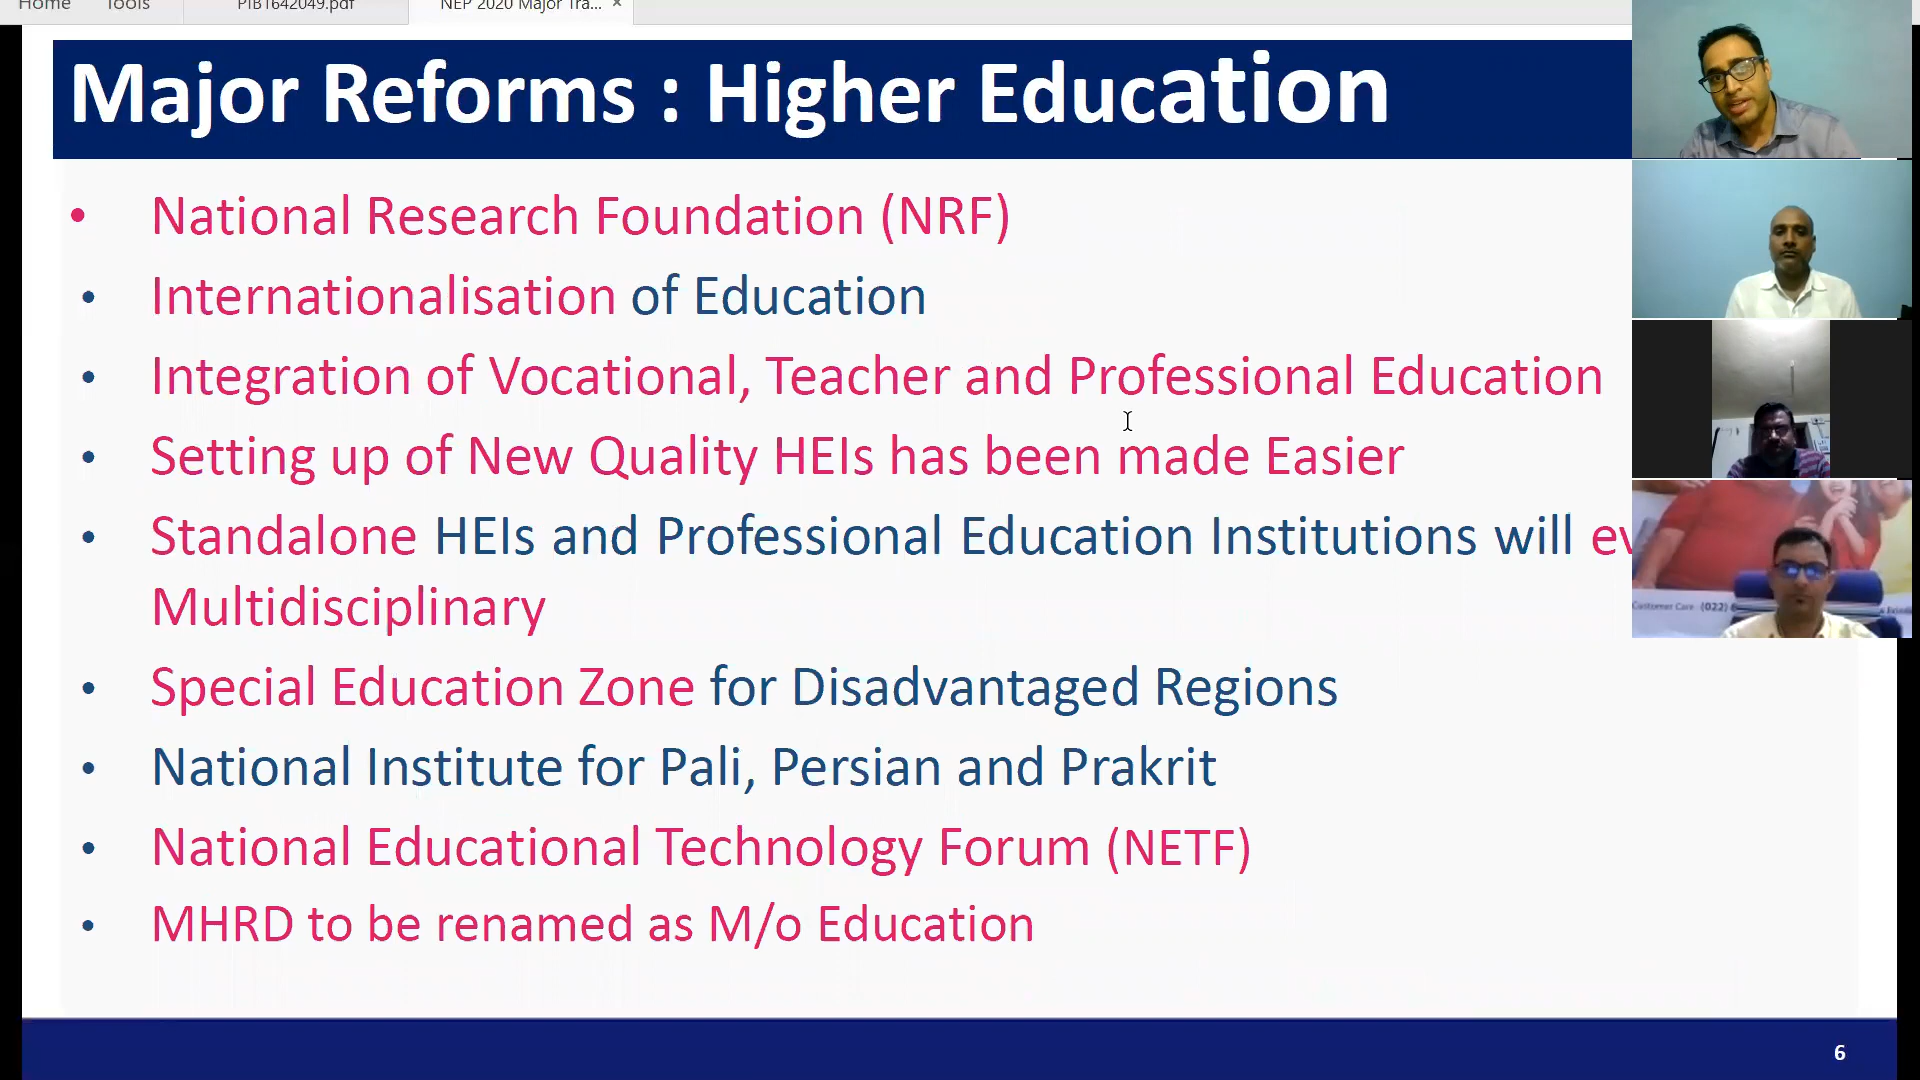 Home Tools PIB1642049.pdf NEP 2020 Major Tra... ×
Major Reforms : Higher Education
• National Research Foundation (NRF)
• Internationalisation of Education
• Integration of Vocational, Teacher and Professional Education
• Setting up of New Quality HEIs has been made Easier
• Standalone HEIs and Professional Education Institutions will
Multidisciplinary
• Special Education Zone for Disadvantaged Regions
• National Institute for Pali, Persian and Prakrit
• National Educational Technology Forum (NETF)
• MHRD to be renamed as M/o Education
Customer Care (022)
6